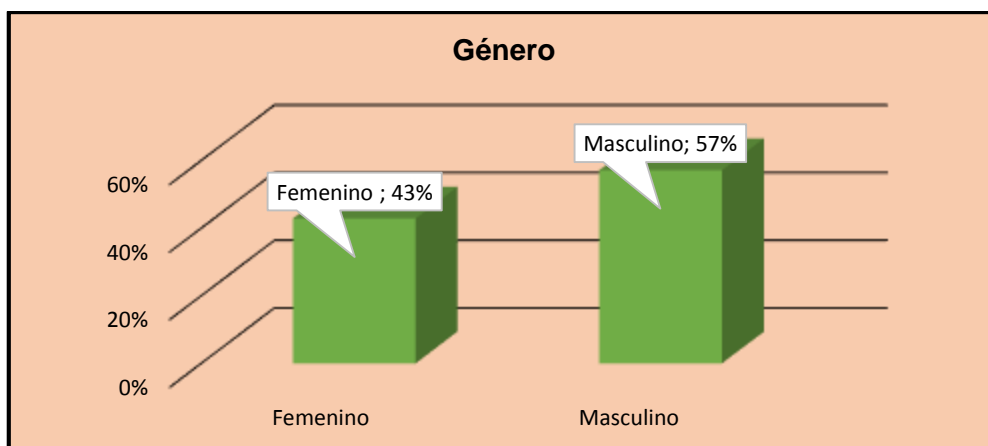 Género
Masculino; 57%
Femenino ; 43%
60%
40%
20%
0%
Femenino
Masculino